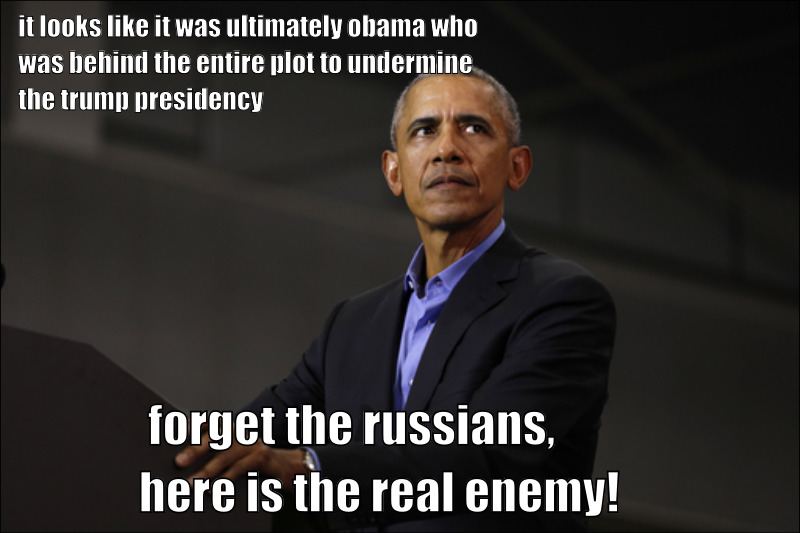 it looks like it was ultimately obama who
was behind the entire plot to undermine
the trump presidency
forget the russians,
here is the real enemy!